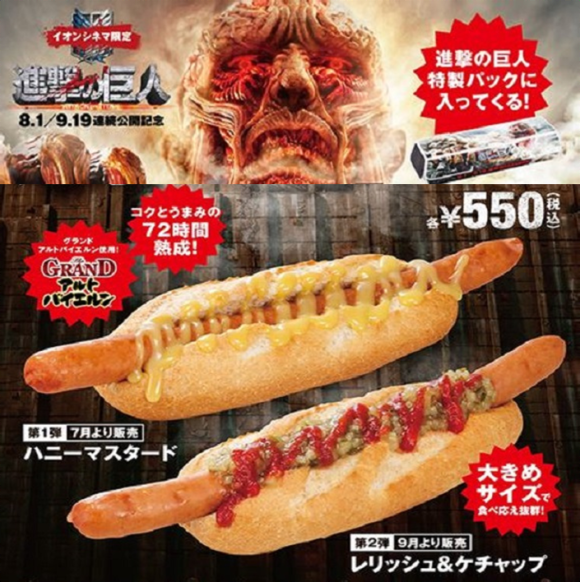 イオンシネマ限定
進撃の巨人
8.1/9.19連続公開記念
進撃の巨人
特製パックに
入ってくる!
コクとうまみの
72時間
熟成!
各¥550(税込)
グランド
アルトバイエルン使用!
GRAND
アルト
バイエルン
第1弾 7月より販売
ハニーマスタード
大きめ
サイズで
食べ応え抜群!
第2弾 9月より販売
レリッシュ&ケチャップ